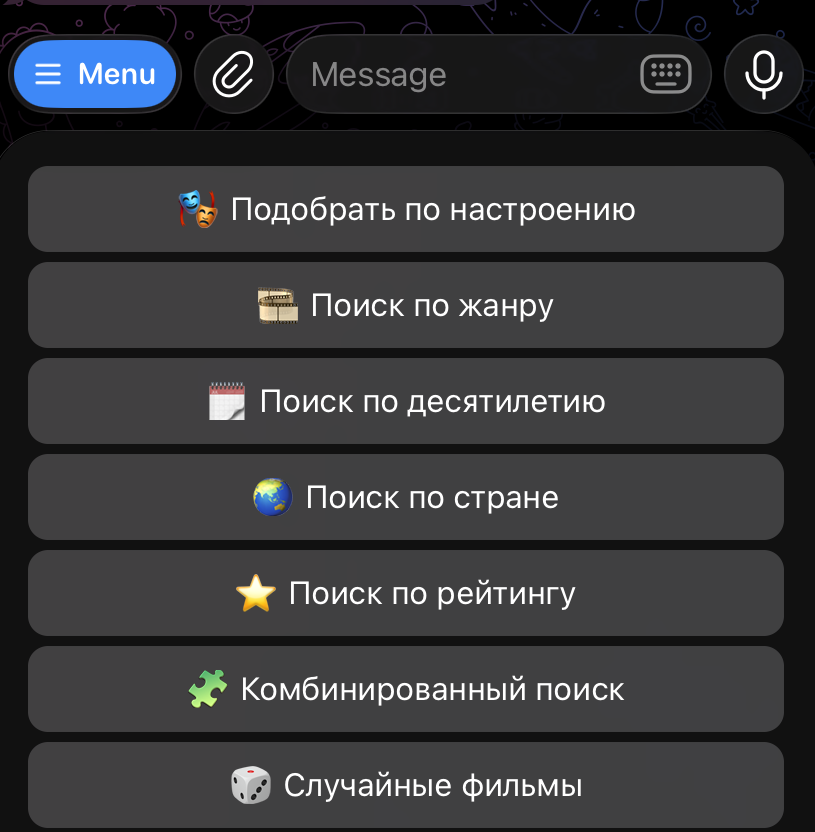 Menu
Message
🎭 Подобрать по настроению
🎞️ Поиск по жанру
🗓️ Поиск по десятилетию
🌏 Поиск по стране
⭐ Поиск по рейтингу
🧩 Комбинированный поиск
🎲 Случайные фильмы